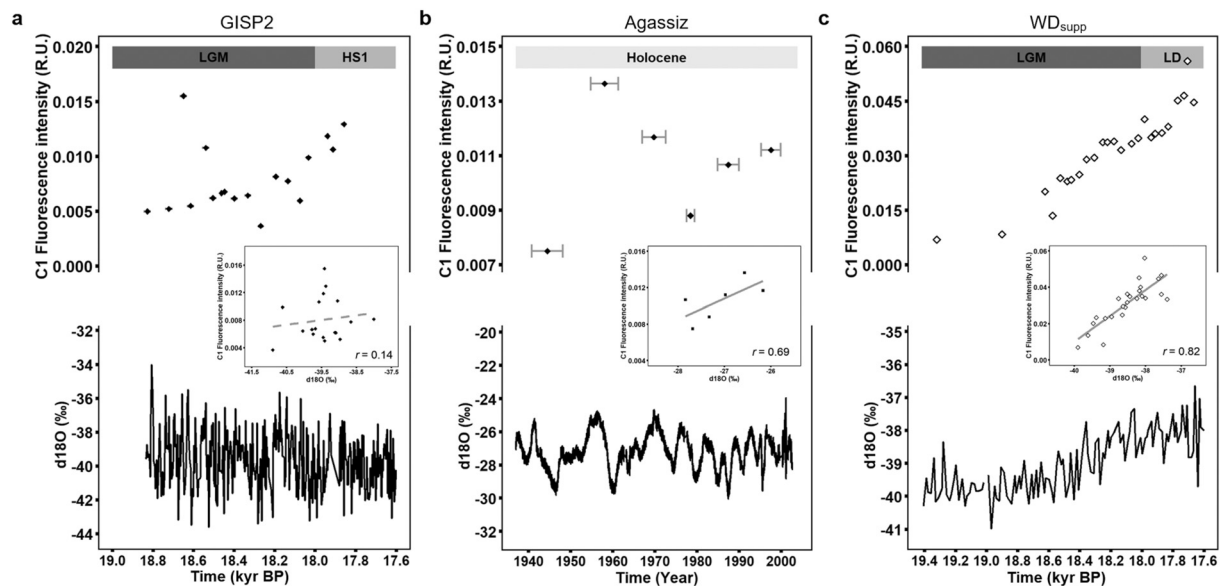 a GISP2
C1 Fluorescence intensity (R.U.)
0.020
0.015
0.010
0.005
0.000
LGM HS1
C1 Fluorescence intensity (R.U.)
0.016
0.012
0.008
0.004
r = 0.14
-41.5 -40.5 -39.5 -38.5 -37.5
d18O (‰)
d18O (‰)
-32
-34
-36
-38
-40
-42
-44
19.0 18.8 18.6 18.4 18.2 18.0 17.8 17.6
Time (kyr BP)
b Agassiz
C1 Fluorescence intensity (R.U.)
0.015
0.013
0.011
0.009
0.007
Holocene
C1 Fluorescence intensity (R.U.)
0.016
0.012
0.008
0.004
r = 0.69
-28 -27 -26
d18O (‰)
d18O (‰)
-20
-22
-24
-26
-28
-30
-32
1940 1950 1960 1970 1980 1990 2000
Time (Year)
c WDsupp
C1 Fluorescence intensity (R.U.)
0.060
0.045
0.030
0.015
0.000
LGM LD
C1 Fluorescence intensity (R.U.)
0.06
0.04
0.02
0.00
r = 0.82
-40 -39 -38 -37
d18O (‰)
d18O (‰)
-35
-36
-37
-38
-39
-40
-41
19.4 19.2 19.0 18.8 18.6 18.4 18.2 18.0 17.8 17.6
Time (kyr BP)